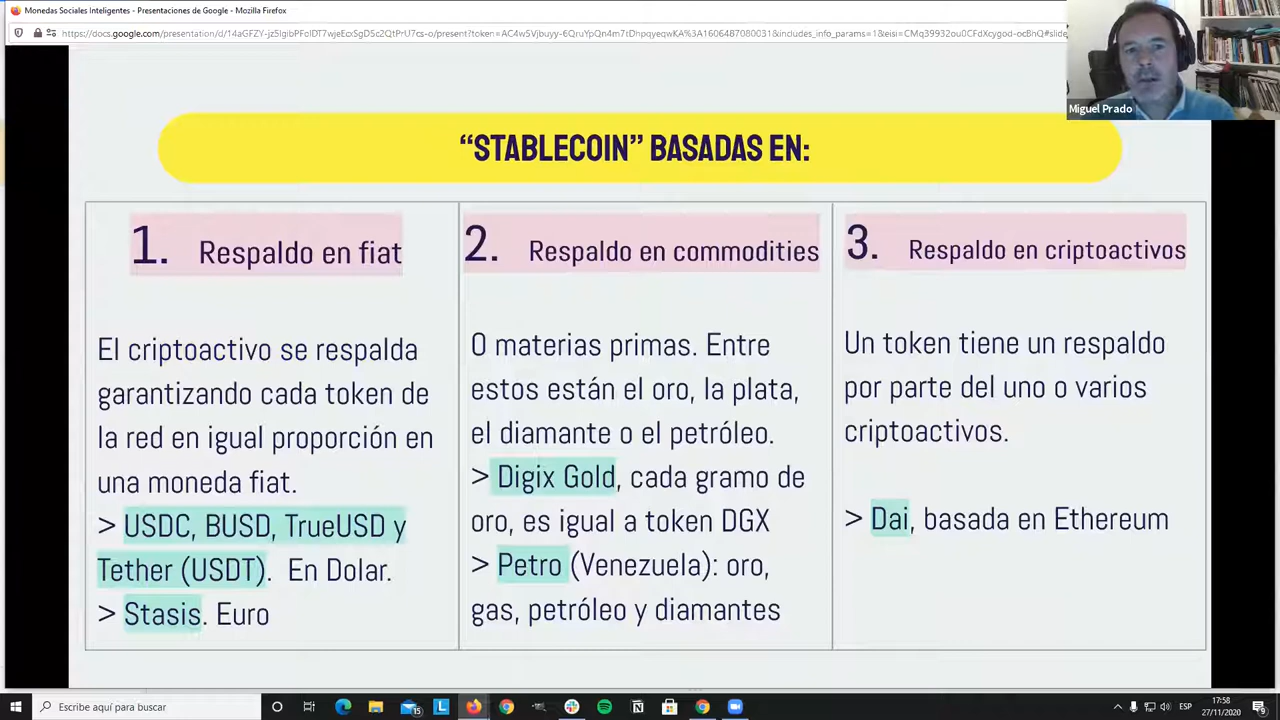 Monedas Sociales Inteligentes - Presentaciones de Google - Mozilla Firefox
Miguel Prado
“STABLECOIN” BASADAS EN:
1. Respaldo en fiat
El criptoactivo se respalda
garantizando cada token de
la red en igual proporción en
una moneda fiat.
> USDC, BUSD, TrueUSD y
Tether (USDT). En Dolar.
> Stasis. Euro
2. Respaldo en commodities
O materias primas. Entre
estos están el oro, la plata,
el diamante o el petróleo.
> Digix Gold, cada gramo de
oro, es igual a token DGX
> Petro (Venezuela): oro,
gas, petróleo y diamantes
3. Respaldo en criptoactivos
Un token tiene un respaldo
por parte del uno o varios
criptoactivos.
> Dai, basada en Ethereum
Escribe aquí para buscar
15
L
ESP
17:58
27/11/2020